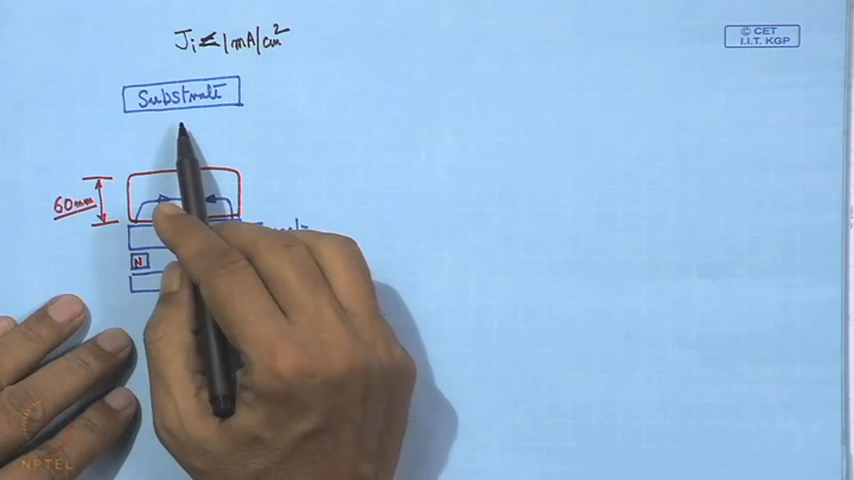 Ji ≤ 1 mA/cm²
© CET
I.I.T. KGP
Substrate
60mm
N
NPTEL